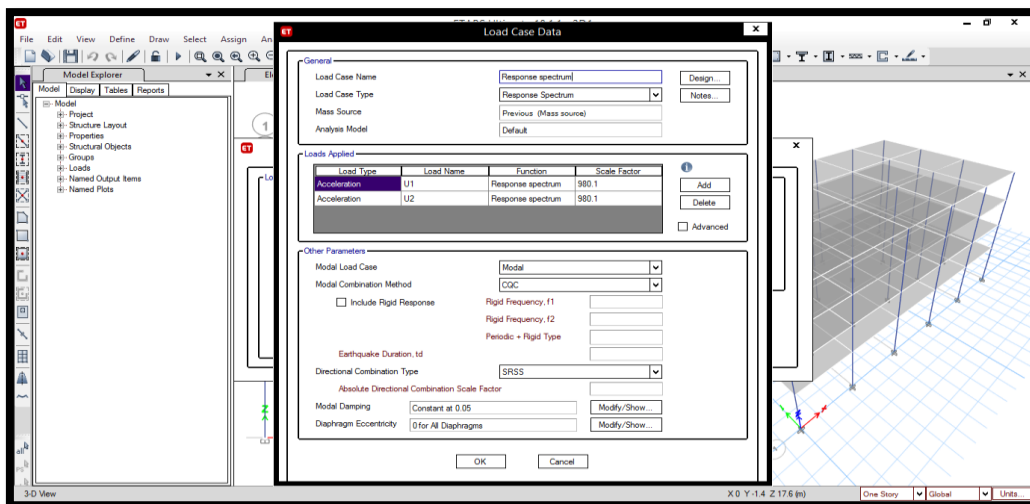 ET
File Edit View Define Draw Select Assign An
Model Explorer
Model Display Tables Reports
Model
Project
Structure Layout
Properties
Structural Objects
Groups
Loads
Named Output Items
Named Plots
1
ET
ET Load Case Data
General
Load Case Name Response spectrum Design...
Load Case Type Response Spectrum Notes...
Mass Source Previous (Mass source)
Analysis Model Default
Loads Applied
Load Type Load Name Function Scale Factor
Acceleration U1 Response spectrum 980.1 Add
Acceleration U2 Response spectrum 980.1 Delete
Advanced
Other Parameters
Modal Load Case Modal
Modal Combination Method CQC
Include Rigid Response Rigid Frequency, f1
Rigid Frequency, f2
Periodic + Rigid Type
Earthquake Duration, td
Directional Combination Type SRSS
Absolute Directional Combination Scale Factor
Modal Damping Constant at 0.05 Modify/Show...
Diaphragm Eccentricity 0 for All Diaphragms Modify/Show...
OK Cancel
Z
all
3-D View X 0 Y -1.4 Z 17.6 (m) One Story Global Units...